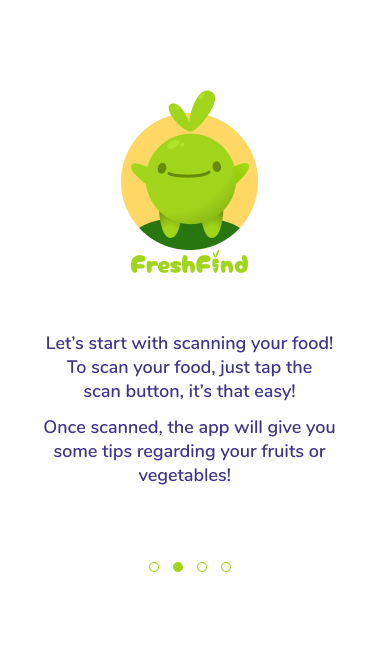 FreshFind
Let’s start with scanning your food!
To scan your food, just tap the
scan button, it’s that easy!
Once scanned, the app will give you
some tips regarding your fruits or
vegetables!